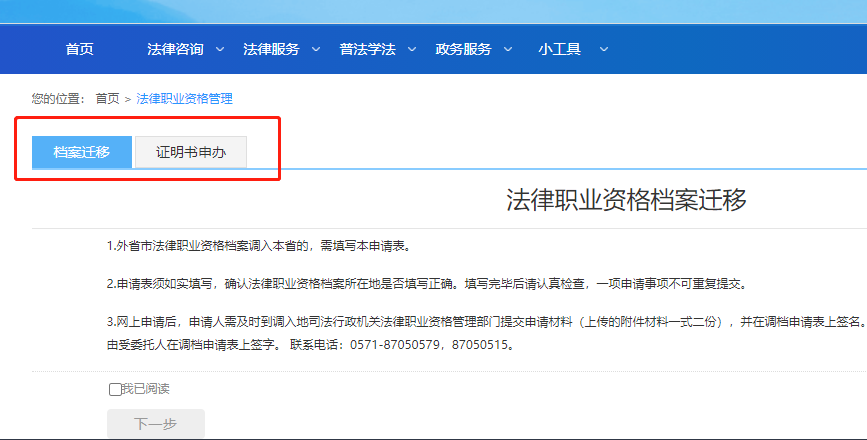 首页 法律咨询 法律服务 普法学法 政务服务 小工具
您的位置： 首页 > 法律职业资格管理
档案迁移 证明书申办
法律职业资格档案迁移
1.外省市法律职业资格档案调入本省的，需填写本申请表。
2.申请表须如实填写，确认法律职业资格档案所在地是否填写正确。填写完毕后请认真检查，一项申请事项不可重复提交。
3.网上申请后，申请人需及时到调入地司法行政机关法律职业资格管理部门提交申请材料（上传的附件材料一式二份），并在调档申请表上签名。
由受委托人在调档申请表上签字。 联系电话：0571-87050579，87050515。
我已阅读
下一步